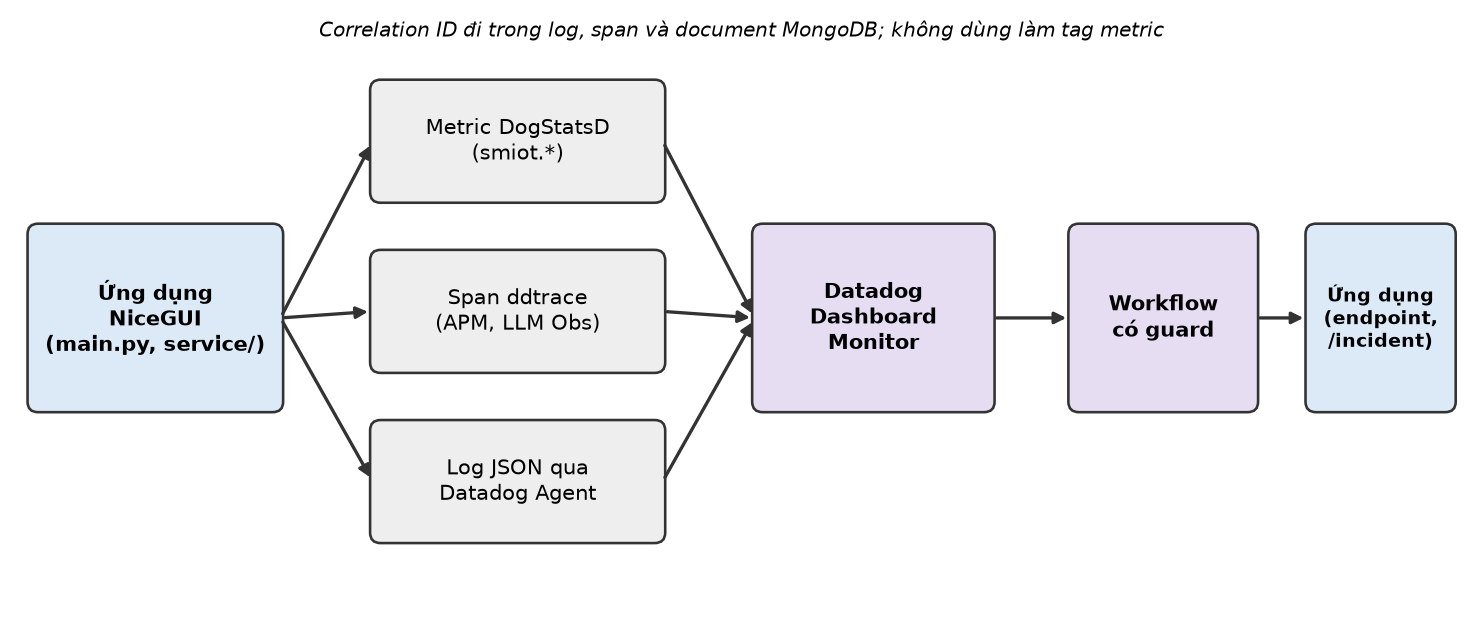 Correlation ID đi trong log, span và document MongoDB; không dùng làm tag metric
Metric DogStatsD
(smiot.*)
Ứng dụng
NiceGUI
(main.py, service/)
Span ddtrace
(APM, LLM Obs)
Log JSON qua
Datadog Agent
Datadog
Dashboard
Monitor
Workflow
có guard
Ứng dụng
(endpoint,
/incident)